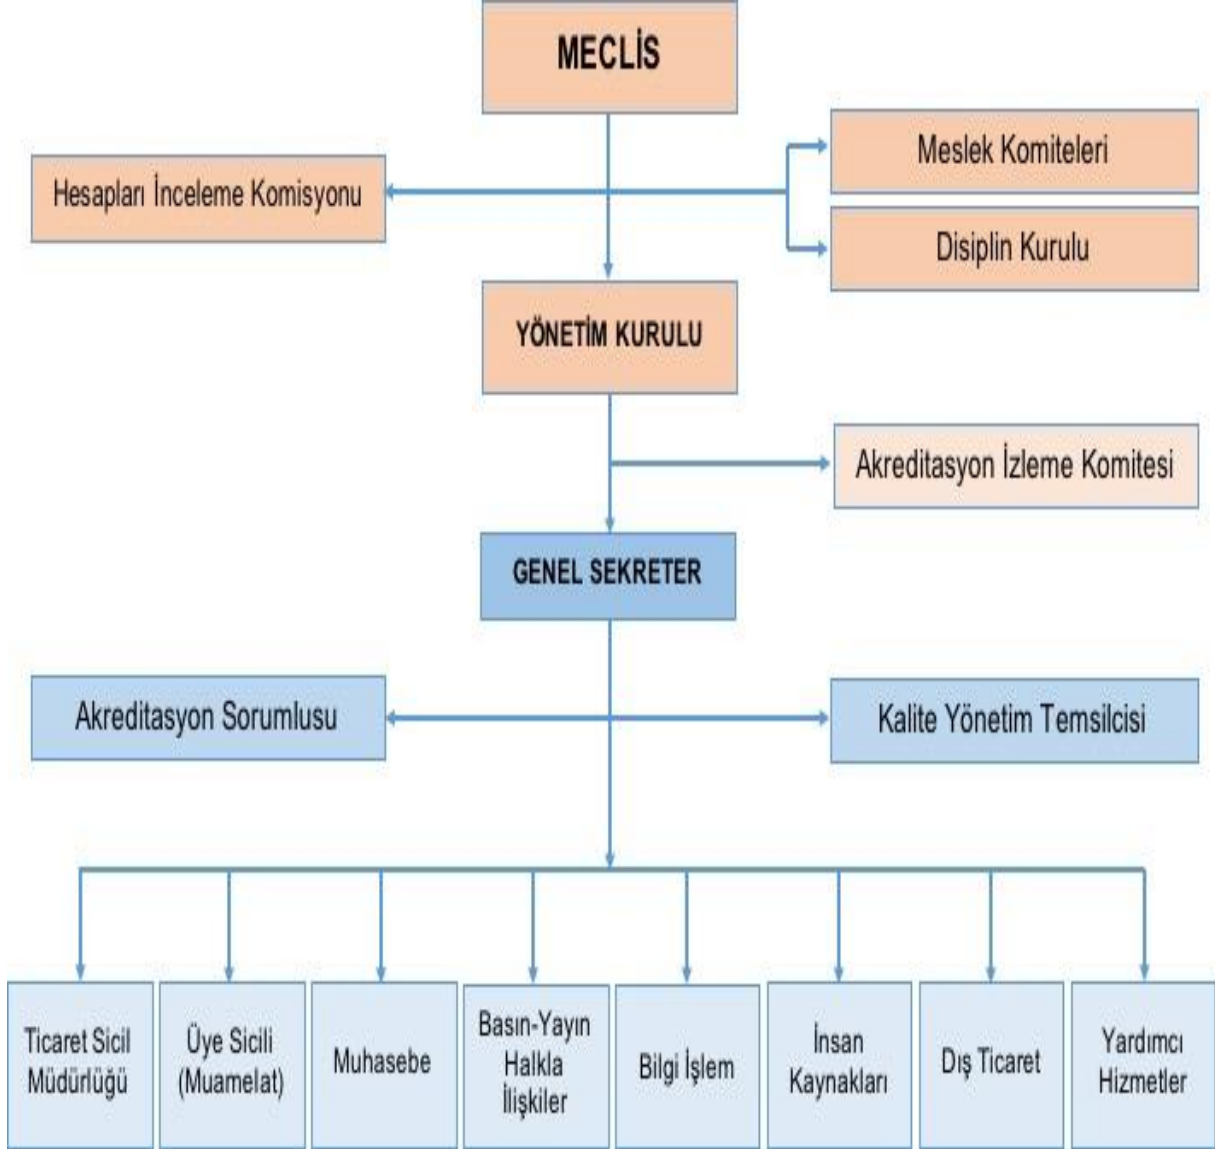 MECLİS
Meslek Komiteleri
Hesapları İnceleme Komisyonu
Disiplin Kurulu
YÖNETİM KURULU
Akreditasyon İzleme Komitesi
GENEL SEKRETER
Akreditasyon Sorumlusu
Kalite Yönetim Temsilcisi
Ticaret Sicil
Müdürlüğü
Üye Sicili
(Muamelat)
Muhasebe
Basın-Yayın
Halkla
İlişkiler
Bilgi İşlem
İnsan
Kaynakları
Dış Ticaret
Yardımcı
Hizmetler